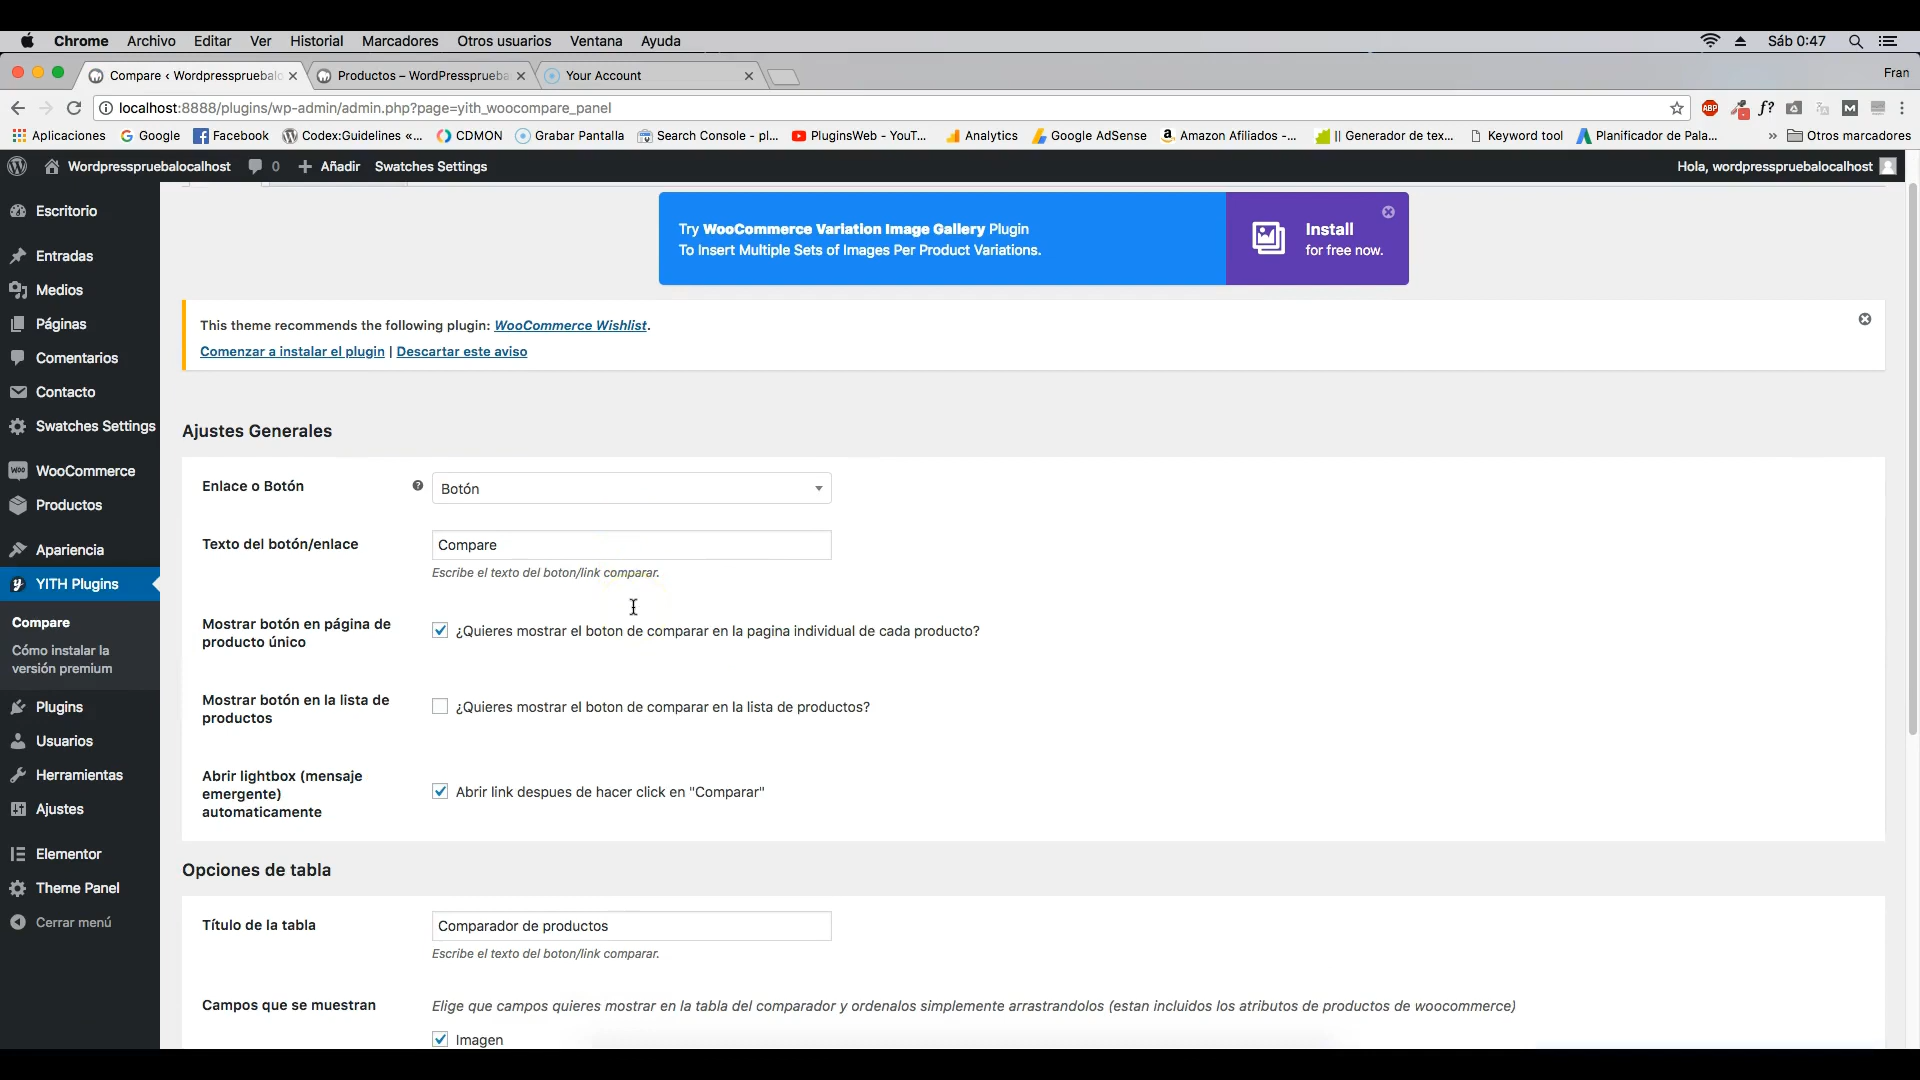 Chrome Archivo Editar Ver Historial Marcadores Otros usuarios Ventana Ayuda Sáb 0:47
Compare ‹ Wordpresspruebalo Productos – WordPressprueba Your Account Fran
localhost:8888/plugins/wp-admin/admin.php?page=yith_woocompare_panel ABP f? M
Aplicaciones Google Facebook Codex:Guidelines «... CDMON Grabar Pantalla Search Console - pl... PluginsWeb - YouT... Analytics Google AdSense Amazon Afiliados -... || Generador de tex... Keyword tool Planificador de Pala... » Otros marcadores
Wordpresspruebalocalhost 0 Añadir Swatches Settings Hola, wordpresspruebalocalhost
Escritorio
Entradas
Medios
Páginas
Comentarios
Contacto
Swatches Settings
WooCommerce
Productos
Apariencia
YITH Plugins
Compare
Cómo instalar la
versión premium
Plugins
Usuarios
Herramientas
Ajustes
Elementor
Theme Panel
Cerrar menú
Try WooCommerce Variation Image Gallery Plugin
To Insert Multiple Sets of Images Per Product Variations.
Install
for free now.
This theme recommends the following plugin: WooCommerce Wishlist.
Comenzar a instalar el plugin | Descartar este aviso
Ajustes Generales
Enlace o Botón Botón
Texto del botón/enlace Compare
Escribe el texto del boton/link comparar.
Mostrar botón en página de
producto único
¿Quieres mostrar el boton de comparar en la pagina individual de cada producto?
Mostrar botón en la lista de
productos
¿Quieres mostrar el boton de comparar en la lista de productos?
Abrir lightbox (mensaje
emergente)
automaticamente
Abrir link despues de hacer click en "Comparar"
Opciones de tabla
Título de la tabla Comparador de productos
Escribe el texto del boton/link comparar.
Campos que se muestran Elige que campos quieres mostrar en la tabla del comparador y ordenalos simplemente arrastrandolos (estan incluidos los atributos de productos de woocommerce)
Imagen